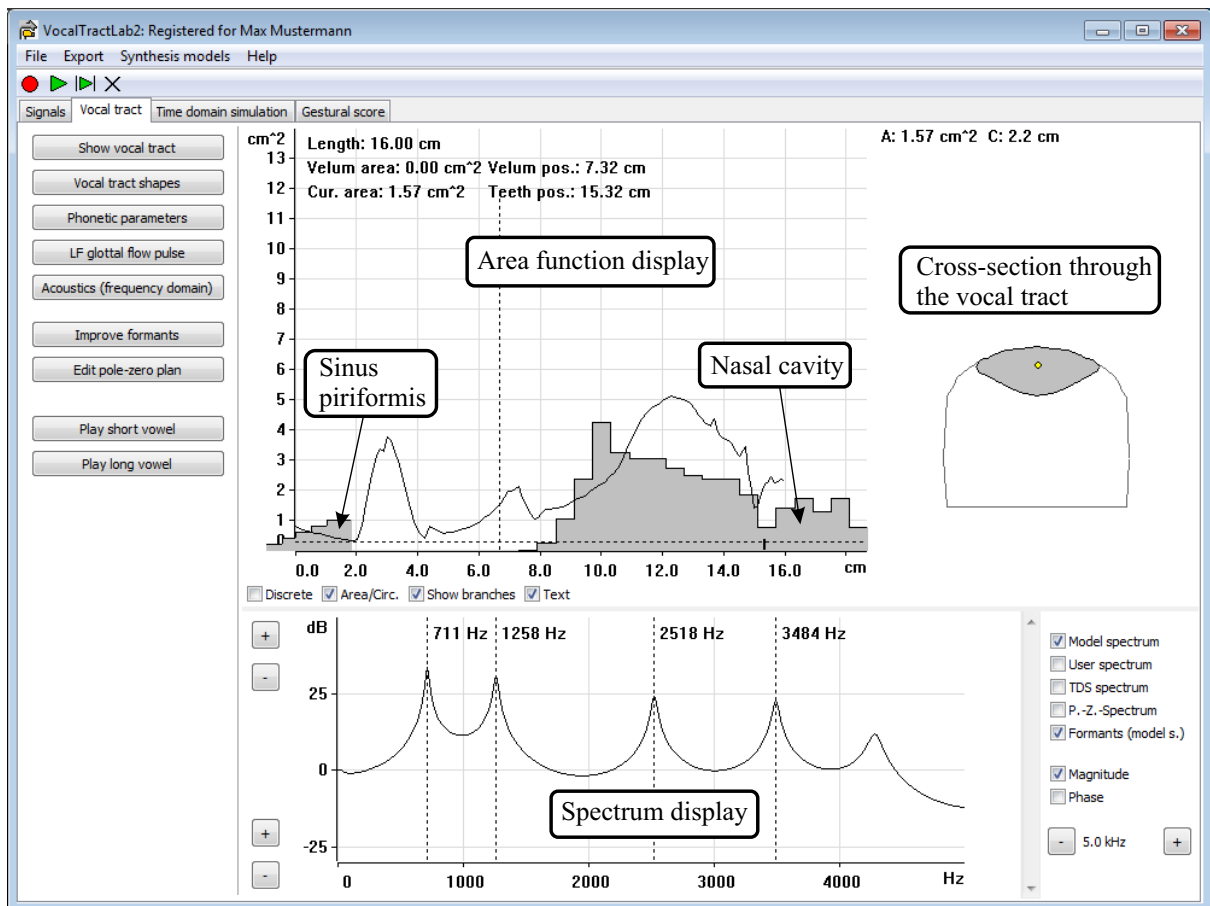 VocalTractLab2: Registered for Max Mustermann
File Export Synthesis models Help
Signals Vocal tract Time domain simulation Gestural score
Show vocal tract
Vocal tract shapes
Phonetic parameters
LF glottal flow pulse
Acoustics (frequency domain)
Improve formants
Edit pole-zero plan
Play short vowel
Play long vowel
cm^2
Length: 16.00 cm
Velum area: 0.00 cm^2 Velum pos.: 7.32 cm
Cur. area: 1.57 cm^2 Teeth pos.: 15.32 cm
13
12
11
10
9
8
7
6
5
4
3
2
1
0
Area function display
Sinus
piriformis
Nasal cavity
0.0 2.0 4.0 6.0 8.0 10.0 12.0 14.0 16.0 cm
A: 1.57 cm^2 C: 2.2 cm
Cross-section through
the vocal tract
Discrete Area/Circ. Show branches Text
+
-
+
-
dB
711 Hz 1258 Hz 2518 Hz 3484 Hz
25
0
-25
Spectrum display
0 1000 2000 3000 4000 Hz
Model spectrum
User spectrum
TDS spectrum
P.-Z.-Spectrum
Formants (model s.)
Magnitude
Phase
- 5.0 kHz +